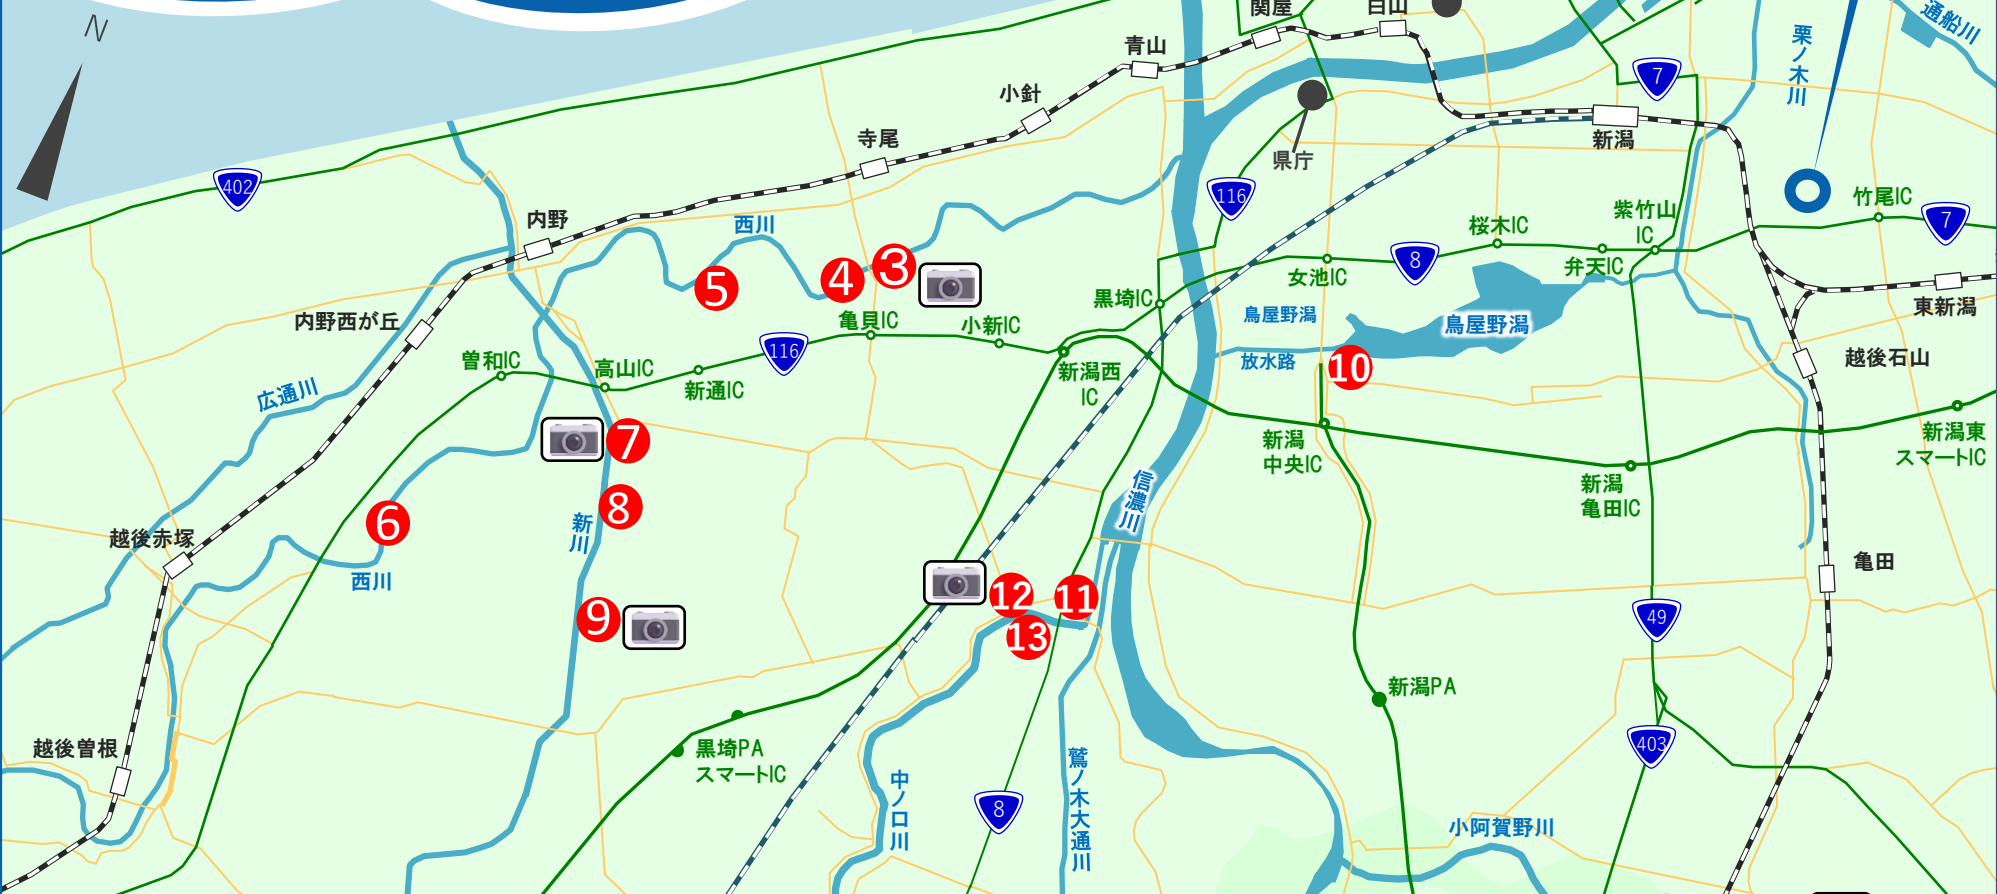 N
関屋
白山
青山
小針
寺尾
内野
内野西が丘
越後赤塚
越後曽根
402
西川
5
4
3
県庁
116
新潟
7
栗ノ木川
通船川
竹尾IC
7
紫竹山
IC
桜木IC
弁天IC
8
女池IC
黒埼IC
東新潟
越後石山
鳥屋野潟
放水路
鳥屋野潟
10
亀貝IC
小新IC
116
新潟西
IC
曽和IC
高山IC
新通IC
広通川
7
8
6
新川
西川
9
信濃川
新潟
中央IC
新潟
亀田IC
新潟東
スマートIC
亀田
12
11
13
49
新潟PA
403
黒埼PA
スマートIC
中ノ口川
8
鷲ノ木大通川
小阿賀野川